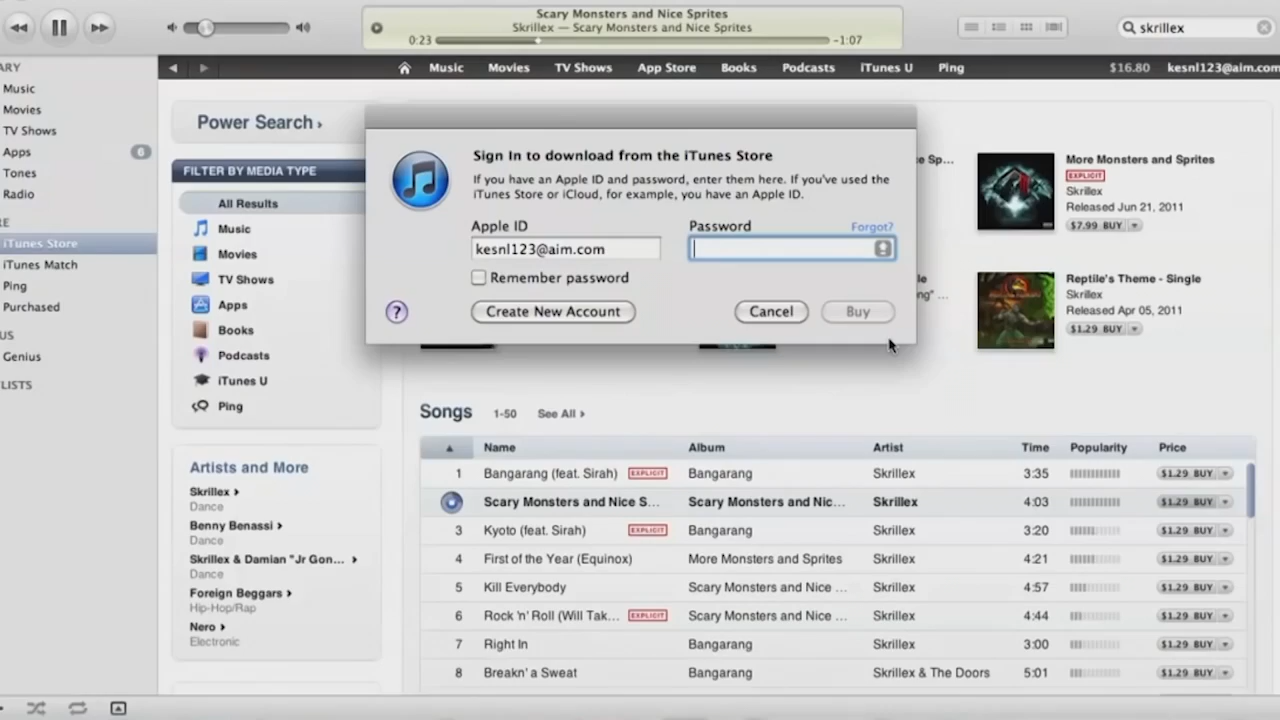 Scary Monsters and Nice Sprites
Skrillex — Scary Monsters and Nice Sprites
0:23
-1:07
skrillex
ARY
Music
Movies
TV Shows
Apps
6
Tones
Radio
RE
iTunes Store
iTunes Match
Ping
Purchased
US
Genius
LISTS
Music
Movies
TV Shows
App Store
Books
Podcasts
iTunes U
Ping
$16.80
kesnl123@aim.com
Power Search ›
FILTER BY MEDIA TYPE
All Results
Music
Movies
TV Shows
Apps
Books
Podcasts
iTunes U
Ping
Artists and More
Skrillex
Dance
Benny Benassi
Dance
Skrillex & Damian "Jr Gon...
Dance
Foreign Beggars
Hip-Hop/Rap
Nero
Electronic
Sign In to download from the iTunes Store
If you have an Apple ID and password, enter them here. If you've used the
iTunes Store or iCloud, for example, you have an Apple ID.
Apple ID
Password
Forgot?
kesnl123@aim.com
Remember password
?
Create New Account
Cancel
Buy
Sp...
ng" ...
More Monsters and Sprites
EXPLICIT
Skrillex
Released Jun 21, 2011
$7.99 BUY
Reptile's Theme - Single
Skrillex
Released Apr 05, 2011
$1.29 BUY
Songs 1-50 See All ›
Name Album Artist Time Popularity Price
1 Bangarang (feat. Sirah) EXPLICIT Bangarang Skrillex 3:35 $1.29 BUY
Scary Monsters and Nice S... Scary Monsters and Nic... Skrillex 4:03 $1.29 BUY
3 Kyoto (feat. Sirah) EXPLICIT Bangarang Skrillex 3:20 $1.29 BUY
4 First of the Year (Equinox) More Monsters and Sprites Skrillex 4:21 $1.29 BUY
5 Kill Everybody Scary Monsters and Nice ... Skrillex 4:57 $1.29 BUY
6 Rock 'n' Roll (Will Tak... EXPLICIT Scary Monsters and Nice ... Skrillex 4:44 $1.29 BUY
7 Right In Bangarang Skrillex 3:00 $1.29 BUY
8 Breakn' a Sweat Bangarang Skrillex & The Doors 5:01 $1.29 BUY